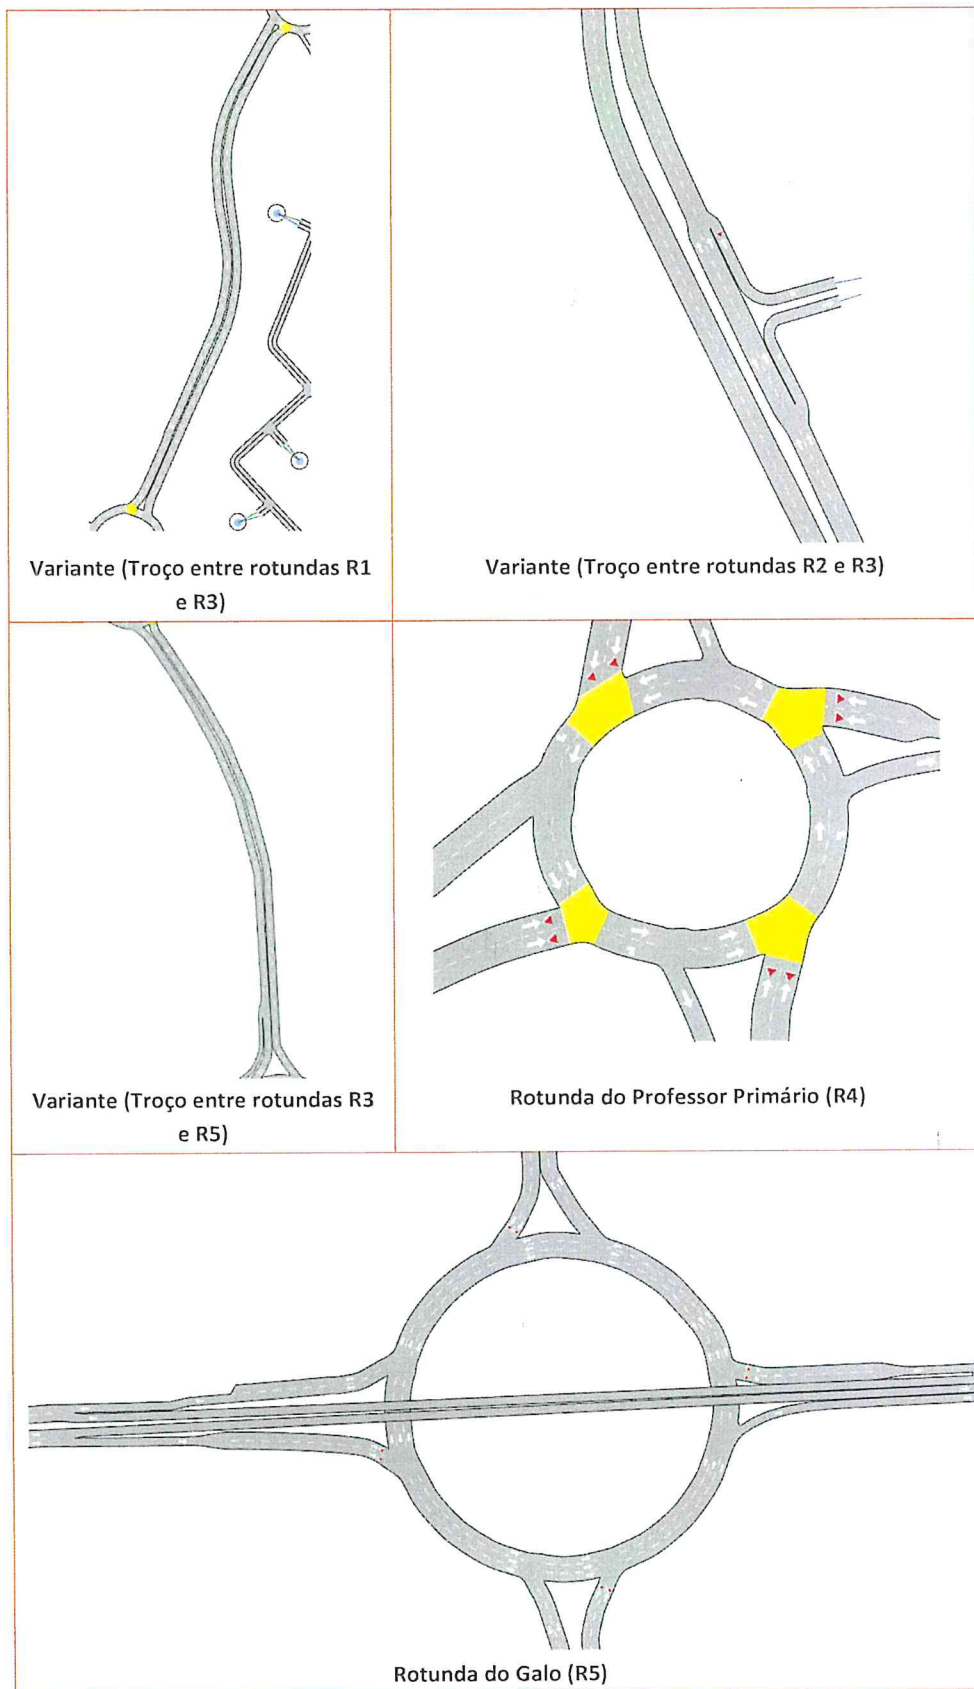 Variante (Troço entre rotundas R1
e R3)
Variante (Troço entre rotundas R2 e R3)
Variante (Troço entre rotundas R3
e R5)
Rotunda do Professor Primário (R4)
Rotunda do Galo (R5)